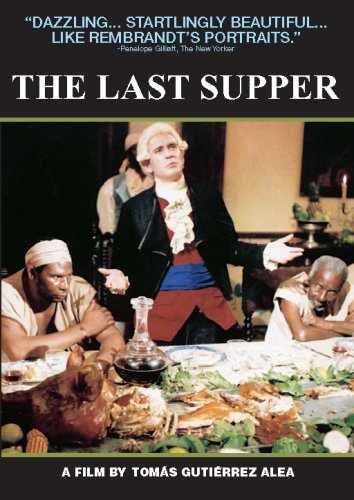 "DAZZLING... STARTLINGLY BEAUTIFUL...
LIKE REMBRANDT'S PORTRAITS."
-Penelope Gilliatt, The New Yorker
THE LAST SUPPER
A FILM BY TOMÁS GUTIÉRREZ ALEA